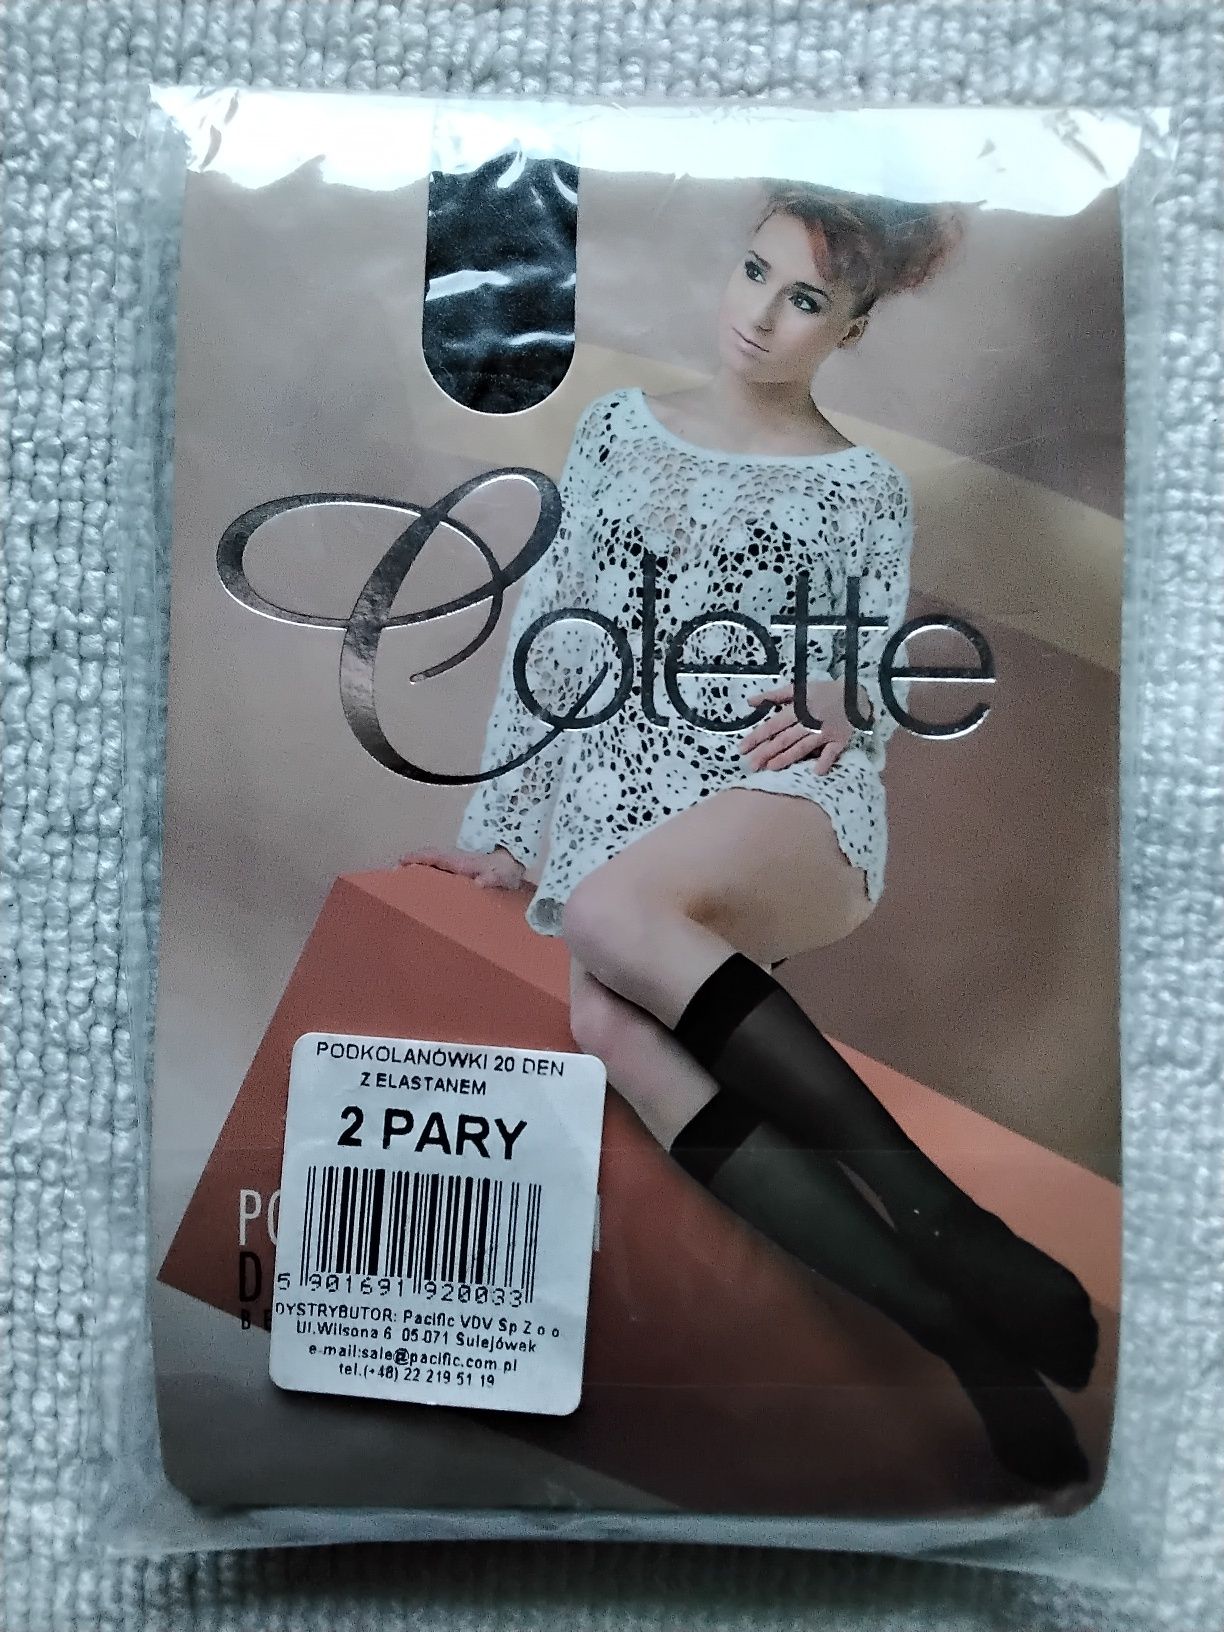 Colette
PODKOLANÓWKI 20 DEN
Z ELASTANEM
2 PARY
5 901691 920033
DYSTRYBUTOR: Pacific VDV Sp Z o o
Ul.Wilsona 6 05-071 Sulejówek
e-mail:sale@pacific.com.pl
tel.(+48) 22 219 51 19